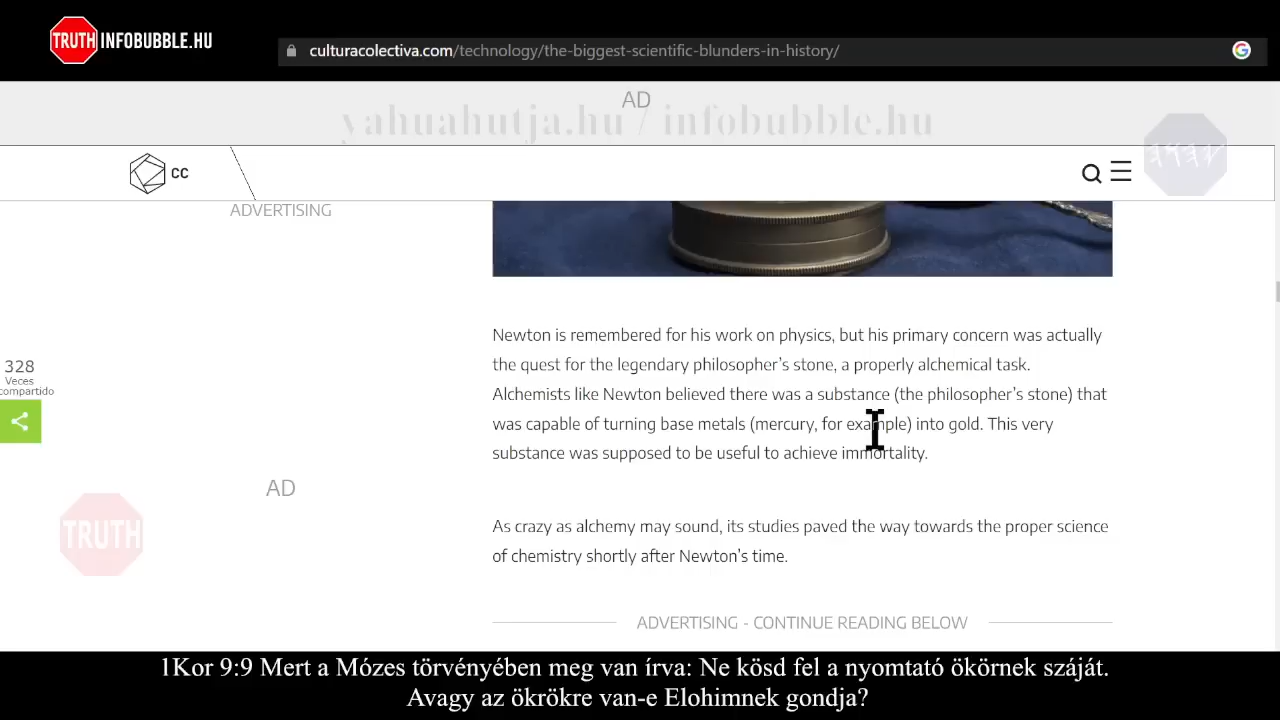 TRUTH INFOBUBBLE.HU
culturacolectiva.com/technology/the-biggest-scientific-blunders-in-history/
AD
yahuahutja.hu / infobubble.hu
CC
ADVERTISING
Newton is remembered for his work on physics, but his primary concern was actually
the quest for the legendary philosopher’s stone, a properly alchemical task.
328
Veces
compartido
Alchemists like Newton believed there was a substance (the philosopher’s stone) that
was capable of turning base metals (mercury, for example) into gold. This very
substance was supposed to be useful to achieve immortality.
AD
TRUTH
As crazy as alchemy may sound, its studies paved the way towards the proper science
of chemistry shortly after Newton’s time.
ADVERTISING - CONTINUE READING BELOW
1Kor 9:9 Mert a Mózes törvényében meg van írva: Ne kösd fel a nyomtató ökörnek száját.
Avagy az ökrökre van-e Elohimnek gondja?